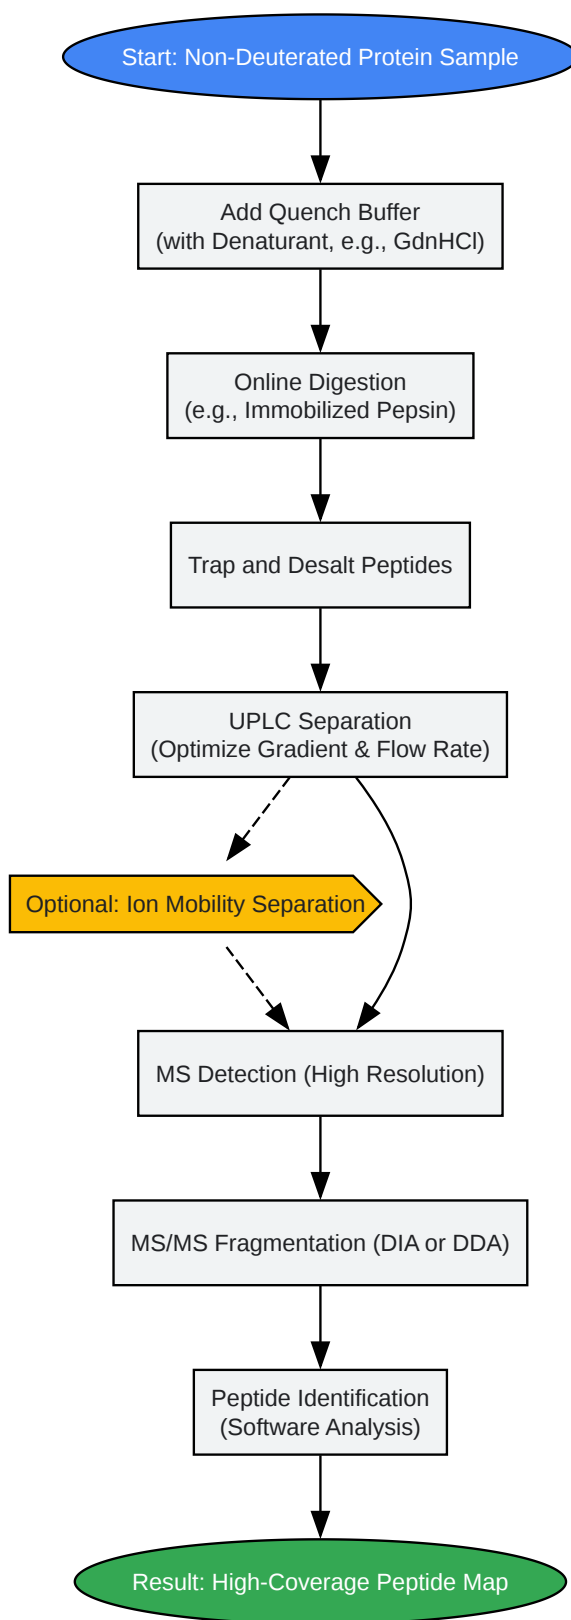 Start: Non-Deuterated Protein Sample
Add Quench Buffer
(with Denaturant, e.g., GdnHCl)
Online Digestion
(e.g., Immobilized Pepsin)
Trap and Desalt Peptides
UPLC Separation
(Optimize Gradient & Flow Rate)
Optional: Ion Mobility Separation
MS Detection (High Resolution)
MS/MS Fragmentation (DIA or DDA)
Peptide Identification
(Software Analysis)
Result: High-Coverage Peptide Map